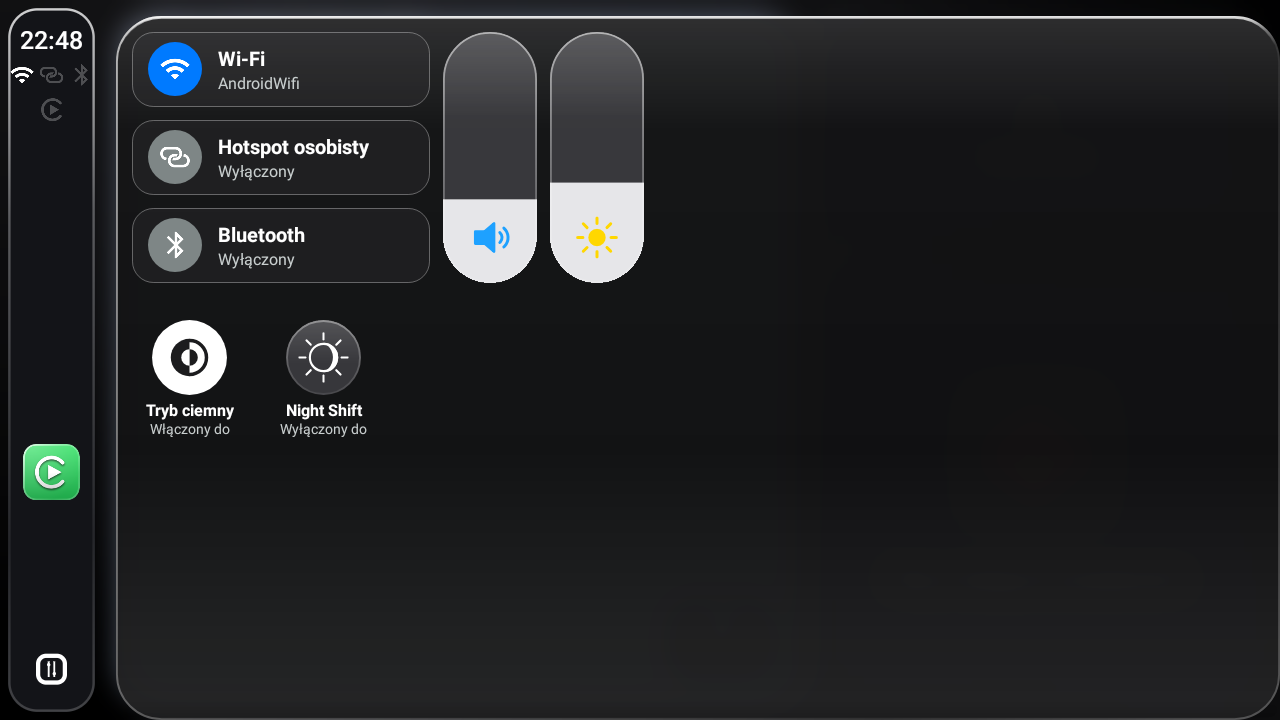 22:48
Wi-Fi
AndroidWifi
Hotspot osobisty
Wyłączony
Bluetooth
Wyłączony
Tryb ciemny
Włączony do
Night Shift
Wyłączony do